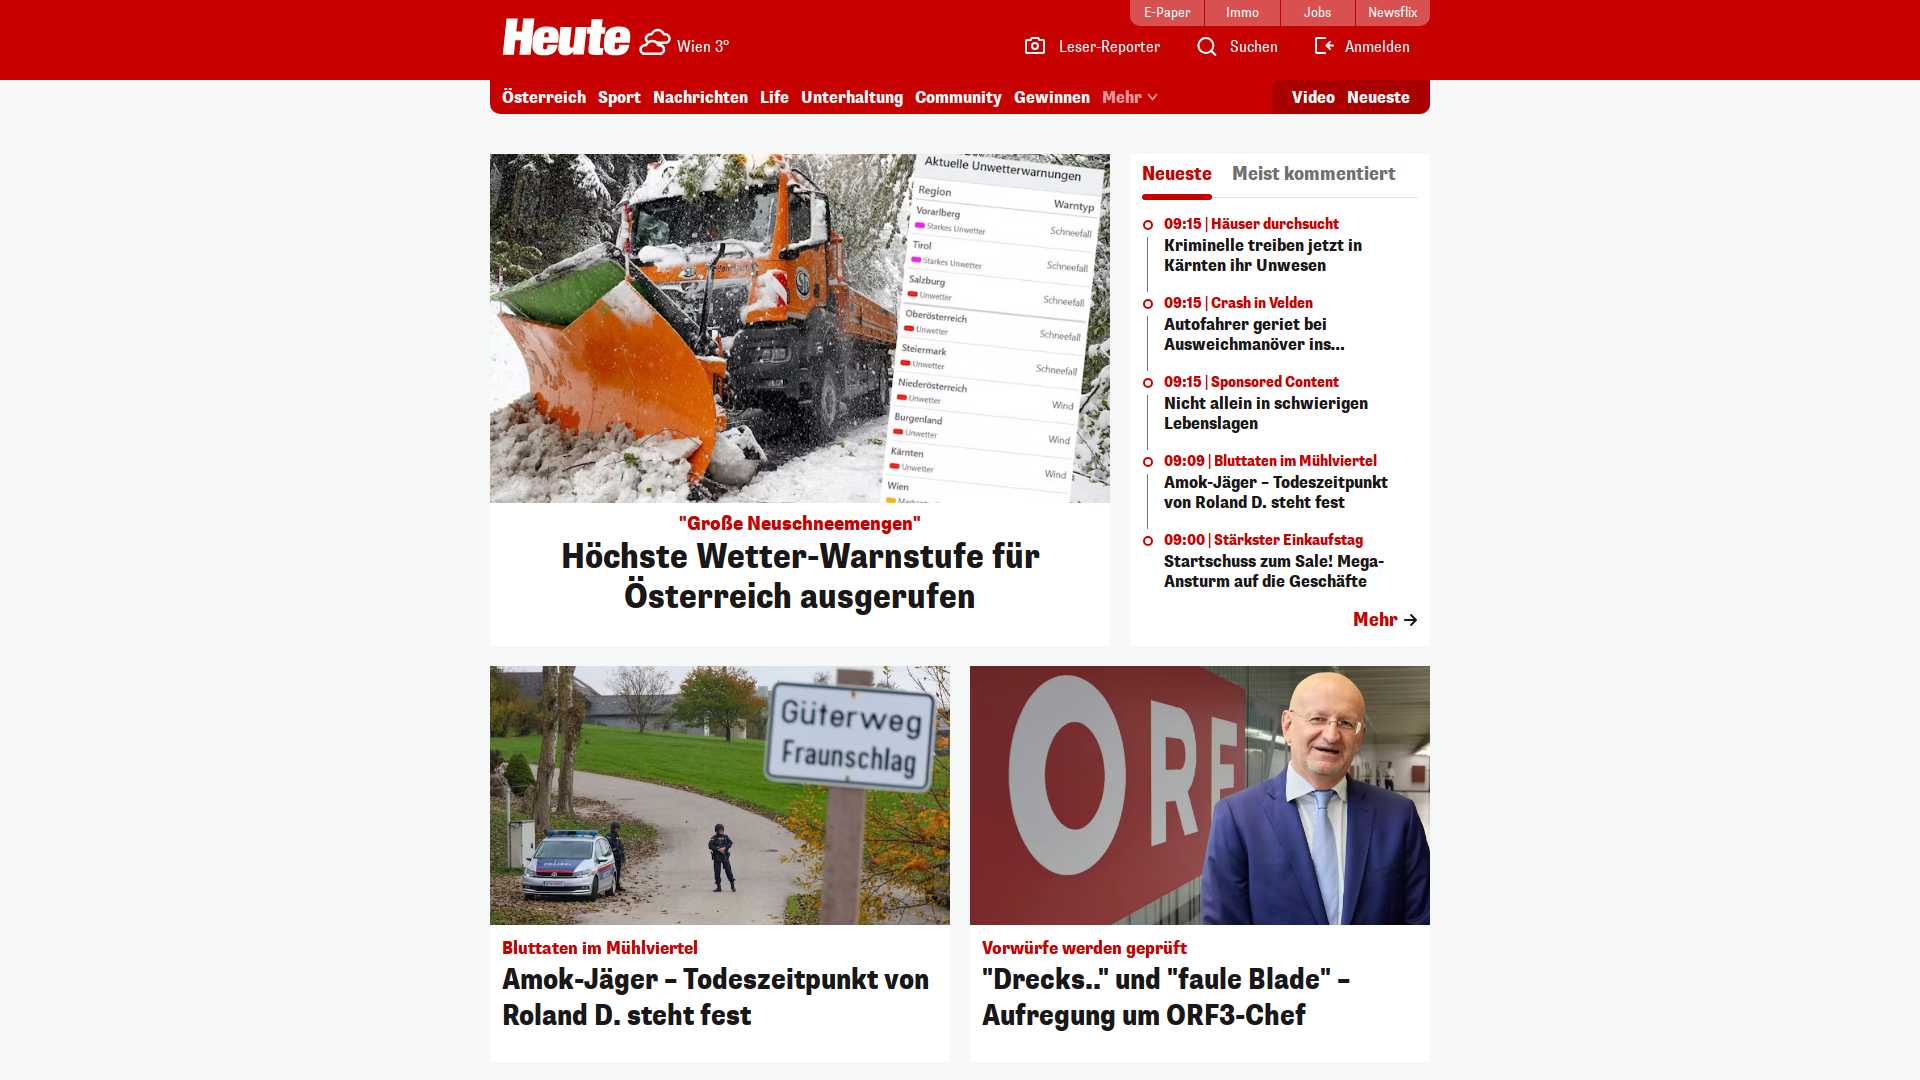 E-Paper
Immo
Jobs
Newsflix
Heute
Wien 3°
Leser-Reporter
Suchen
Anmelden
Österreich
Sport
Nachrichten
Life
Unterhaltung
Community
Gewinnen
Mehr
Video
Neueste
Aktuelle Unwetterwarnungen
Region Warntyp
Vorarlberg
Starkes Unwetter Schneefall
Tirol
Starkes Unwetter Schneefall
Salzburg
Unwetter Schneefall
Oberösterreich
Unwetter Schneefall
Steiermark
Unwetter Schneefall
Niederösterreich
Unwetter Wind
Burgenland
Unwetter Wind
Kärnten
Unwetter Wind
Wien
"Große Neuschneemengen"
Höchste Wetter-Warnstufe für
Österreich ausgerufen
Neueste
Meist kommentiert
09:15 | Häuser durchsucht
Kriminelle treiben jetzt in
Kärnten ihr Unwesen
09:15 | Crash in Velden
Autofahrer geriet bei
Ausweichmanöver ins...
09:15 | Sponsored Content
Nicht allein in schwierigen
Lebenslagen
09:09 | Bluttaten im Mühlviertel
Amok-Jäger – Todeszeitpunkt
von Roland D. steht fest
09:00 | Stärkster Einkaufstag
Startschuss zum Sale! Mega-
Ansturm auf die Geschäfte
Mehr
Güterweg
Fraunschlag
Bluttaten im Mühlviertel
Amok-Jäger – Todeszeitpunkt von
Roland D. steht fest
ORF
Vorwürfe werden geprüft
"Drecks.." und "faule Blade" –
Aufregung um ORF3-Chef